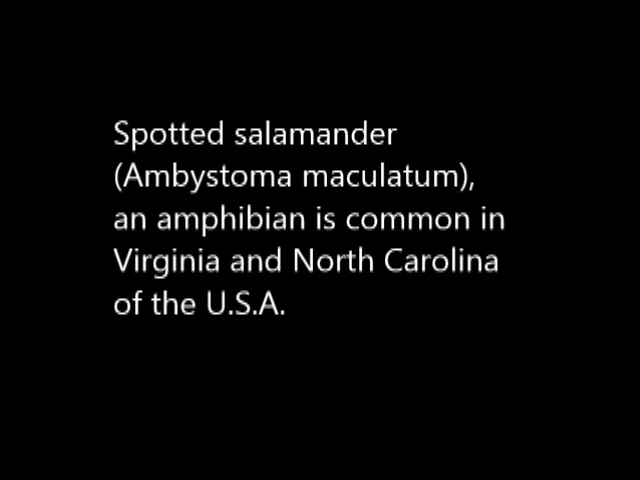 Spotted salamander
(Ambystoma maculatum),
an amphibian is common in
Virginia and North Carolina
of the U.S.A.